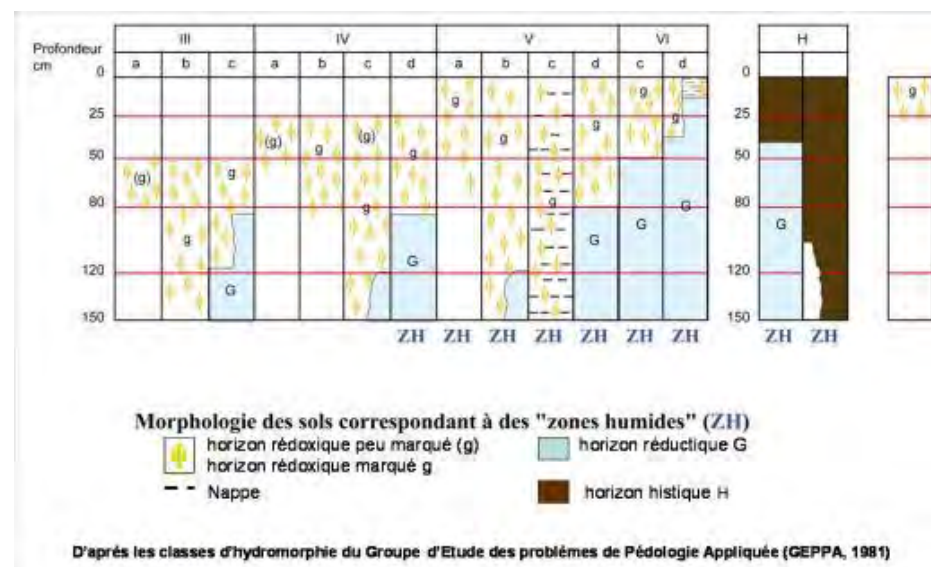 III IV V VI H
Profondeur
cm
a b c a b c d a b c d c d
0 0
25 25
50 50
80 80
120 120
150 150
(g) g g G (g) g (g) g g G g g g g G g G g G G g
ZH ZH ZH ZH ZH ZH ZH ZH ZH
Morphologie des sols correspondant à des "zones humides" (ZH)
horizon rédoxique peu marqué (g)
horizon rédoxique marqué g
Nappe
horizon réductique G
horizon histique H
D'aprés les classes d'hydromorphie du Groupe d'Etude des problèmes de Pédologie Appliquée (GEPPA, 1981)